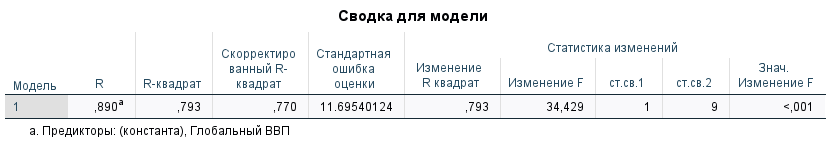 Сводка для модели
Статистика изменений
Модель R R-квадрат Скорректированный R-квадрат Стандартная ошибка оценки Изменение R квадрат Изменение F ст.св.1 ст.св.2 Знач. Изменение F
1 ,890a ,793 ,770 11.69540124 ,793 34,429 1 9 <,001
a. Предикторы: (константа), Глобальный ВВП